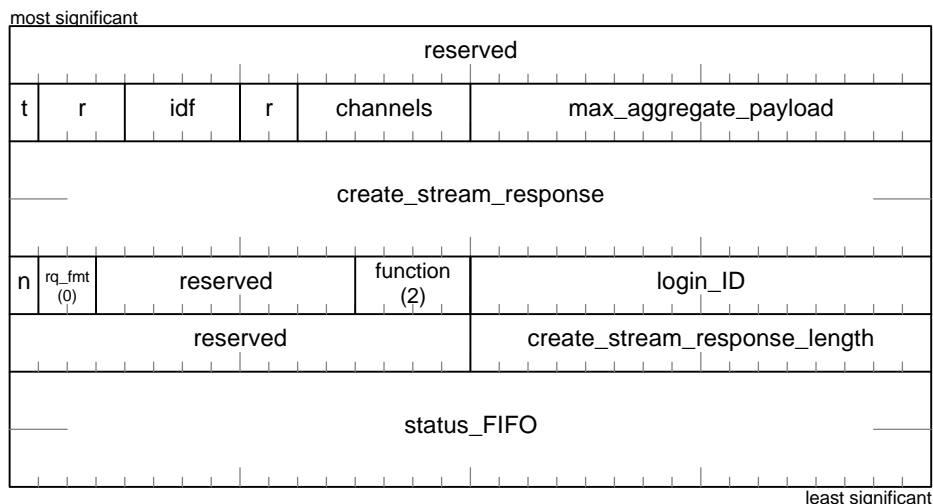 most significant
reserved
t r idf r channels max_aggregate_payload
create_stream_response
n rq_fmt (0) reserved function (2) login_ID
reserved create_stream_response_length
status_FIFO
least significant